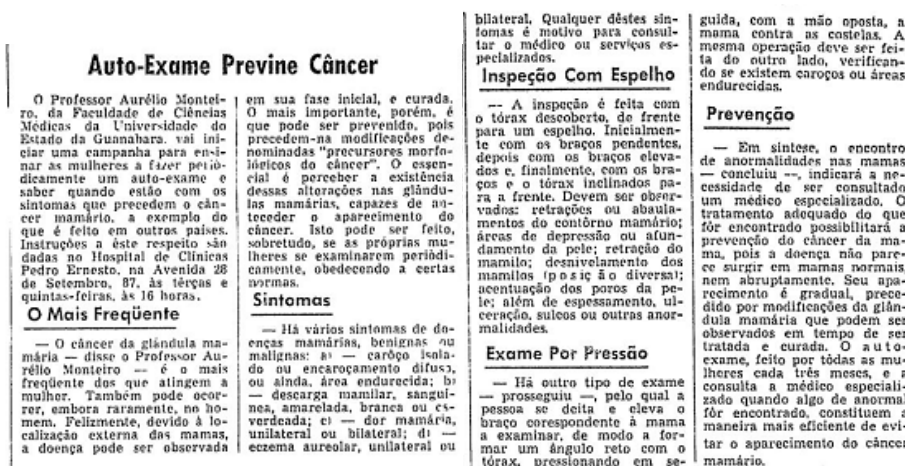 Auto-Exame Previne Câncer
O Professor Aurélio Montei-
ro, da Faculdade de Ciências
Médicas da Universidade do
Estado da Guanabara, vai ini-
ciar uma campanha para ensi-
nar as mulheres a fazer periò-
dicamente um auto-exame e
saber quando estão com os
sintomas que precedem o cân-
cer mamário, a exemplo do
que é feito em outros países.
Instruções a êste respeito são
dadas no Hospital de Clínicas
Pedro Ernesto, na Avenida 28
de Setembro, 87, às têrças e
quintas-feiras, às 16 horas.
O Mais Freqüente
— O câncer da glândula ma-
mária — disse o Professor Au-
rélio Monteiro — é o mais
freqüente dos que atingem a
mulher. Também pode ocor-
rer, embora raramente, no ho-
mem. Felizmente, devido à lo-
calização externa das mamas,
a doença pode ser observada
em sua fase inicial, e curada.
O mais importante, porém, é
que pode ser prevenido, pois
precedem-na modificações de-
nominadas "precursores morfo-
lógicos do câncer". O essen-
cial é perceber a existência
dessas alterações nas glându-
las mamárias, capazes de an-
teceder o aparecimento do
câncer. Isto pode ser feito,
sobretudo, se as próprias mu-
lheres se examinarem periòdi-
camente, obedecendo a certas
normas.
Sintomas
— Há vários sintomas de do-
enças mamárias, benignas ou
malignas: a) — carôço isola-
do ou encaroçamento difuso,
ou ainda, área endurecida; b)
— descarga mamilar, sanguí-
nea, amarelada, branca ou es-
verdeada; c) — dor mamária,
unilateral ou bilateral; d) —
eczema aureolar, unilateral ou
bilateral, Qualquer dêstes sin-
tomas é motivo para consul-
tar o médico ou serviços es-
pecializados.
Inspeção Com Espelho
— A inspeção é feita com
o tórax descoberto, de frente
para um espelho. Inicialmen-
te com os braços pendentes,
depois com os braços eleva-
dos e, finalmente, com os bra-
ços e o tórax inclinados pa-
ra a frente. Devem ser obser-
vados: retrações ou abaula-
mentos do contôrno mamário;
áreas de depressão ou afun-
damento da pele; retração do
mamilo; desnivelamento dos
mamilos (posição diversa);
acentuação dos poros da pe-
le; além de espessamento, ul-
ceração, sulcos ou outras anor-
malidades.
Exame Por Pressão
— Há outro tipo de exame
— prosseguiu —, pelo qual a
pessoa se deita e eleva o
braço corespondente à mama
a examinar, de modo a for-
mar um ângulo reto com o
tórax, pressionando em se-
guida, com a mão oposta, a
mama contra as costelas. A
mesma operação deve ser fei-
ta do outro lado, verifican-
do se existem caroços ou áreas
endurecidas.
Prevenção
— Em síntese, o encontro
de anormalidades nas mamas
— concluiu —, indicará a ne-
cessidade de ser consultado
um médico especializado. O
tratamento adequado do que
fôr encontrado possibilitará a
prevenção do câncer da ma-
ma, pois a doença não pare-
ce surgir em mamas normais,
nem abruptamente. Seu apa-
recimento é gradual, prece-
dido por modificações da glân-
dula mamária que podem ser
observados em tempo de ser
tratada e curada. O auto-
exame, feito por tôdas as mu-
lheres cada três meses, e a
consulta a médico especiali-
zado quando algo de anormal
fôr encontrado, constituem a
maneira mais eficiente de evi-
tar o aparecimento do câncer
mamário.